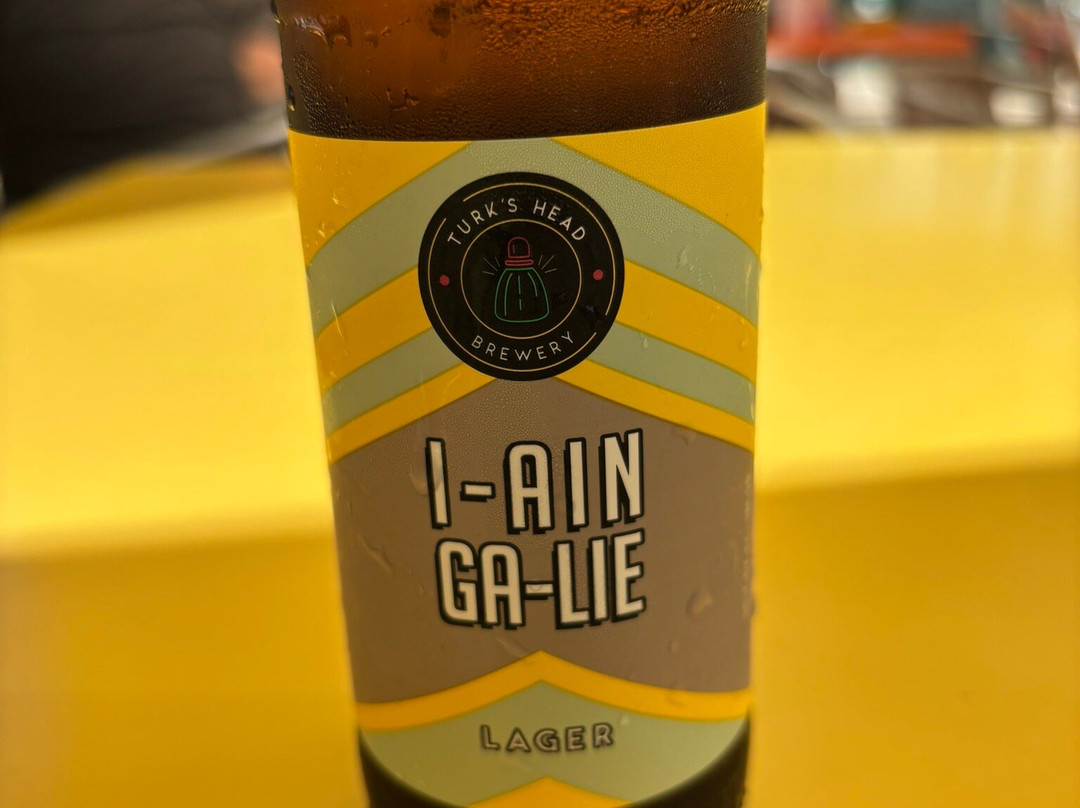 TURK'S HEAD
BREWERY
I-AIN
GA-LIE
LAGER